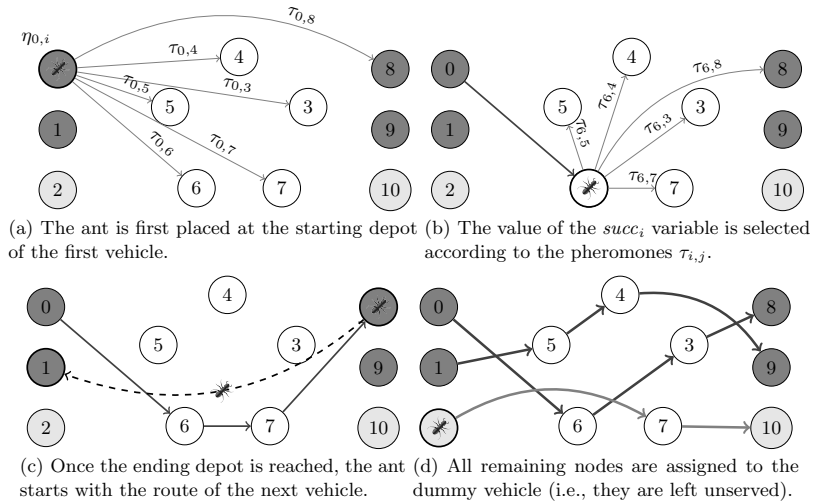 η0,i
τ0,8
τ0,4
4
8
τ0,5
τ0,3
5
3
1
τ0,6
τ0,7
9
2
6
7
10
(a) The ant is first placed at the starting depot
of the first vehicle.
0
4
τ6,8
8
τ6,4
5
3
1
τ6,5
τ6,3
9
τ6,7
2
7
10
(b) The value of the succi variable is selected
according to the pheromones τi,j.
0
4
5
3
1
9
2
6
7
10
(c) Once the ending depot is reached, the ant
starts with the route of the next vehicle.
0
4
8
5
3
1
9
6
7
10
(d) All remaining nodes are assigned to the
dummy vehicle (i.e., they are left unserved).